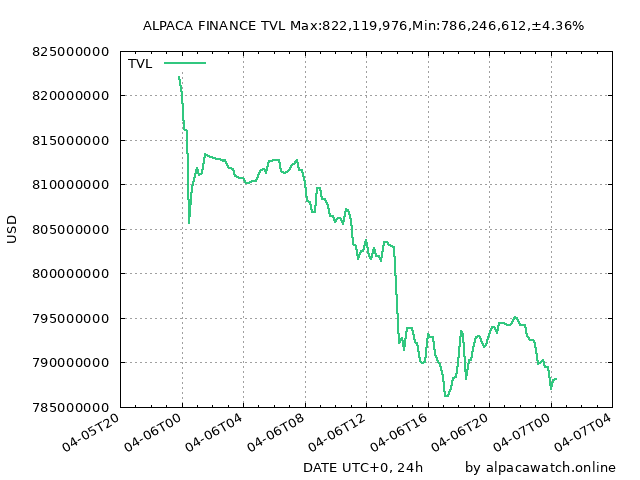 ALPACA FINANCE TVL Max:822,119,976,Min:786,246,612,±4.36%
825000000
TVL
820000000
815000000
810000000
805000000
800000000
795000000
790000000
785000000
USD
04-05T20
04-06T00
04-06T04
04-06T08
04-06T12
04-06T16
04-06T20
04-07T00
04-07T04
DATE UTC+0, 24h
by alpacawatch.online